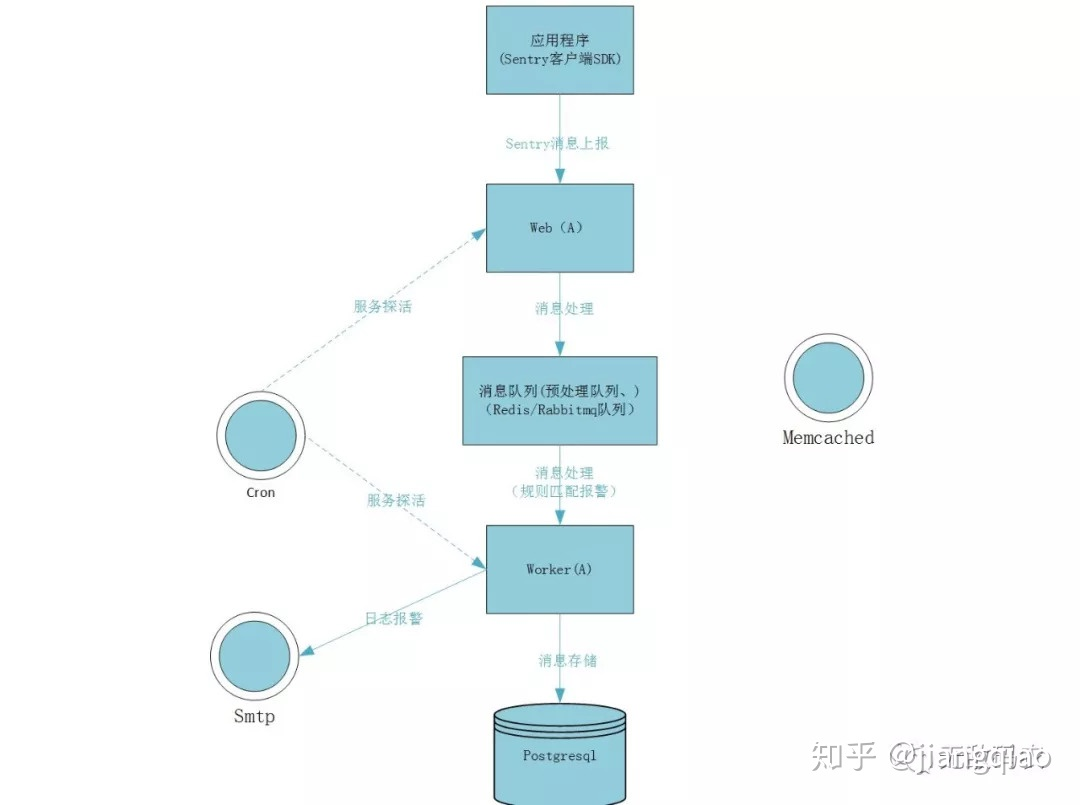 应用程序
(Sentry客户端SDK)
Sentry消息上报
Web（A）
服务探活
消息处理
消息队列(预处理队列、)
（Redis/Rabbitmq队列）
Memcached
Cron
消息处理
（规则匹配报警）
服务探活
Worker(A)
日志报警
Smtp
消息存储
Postgresql
知乎 @jiangqiao